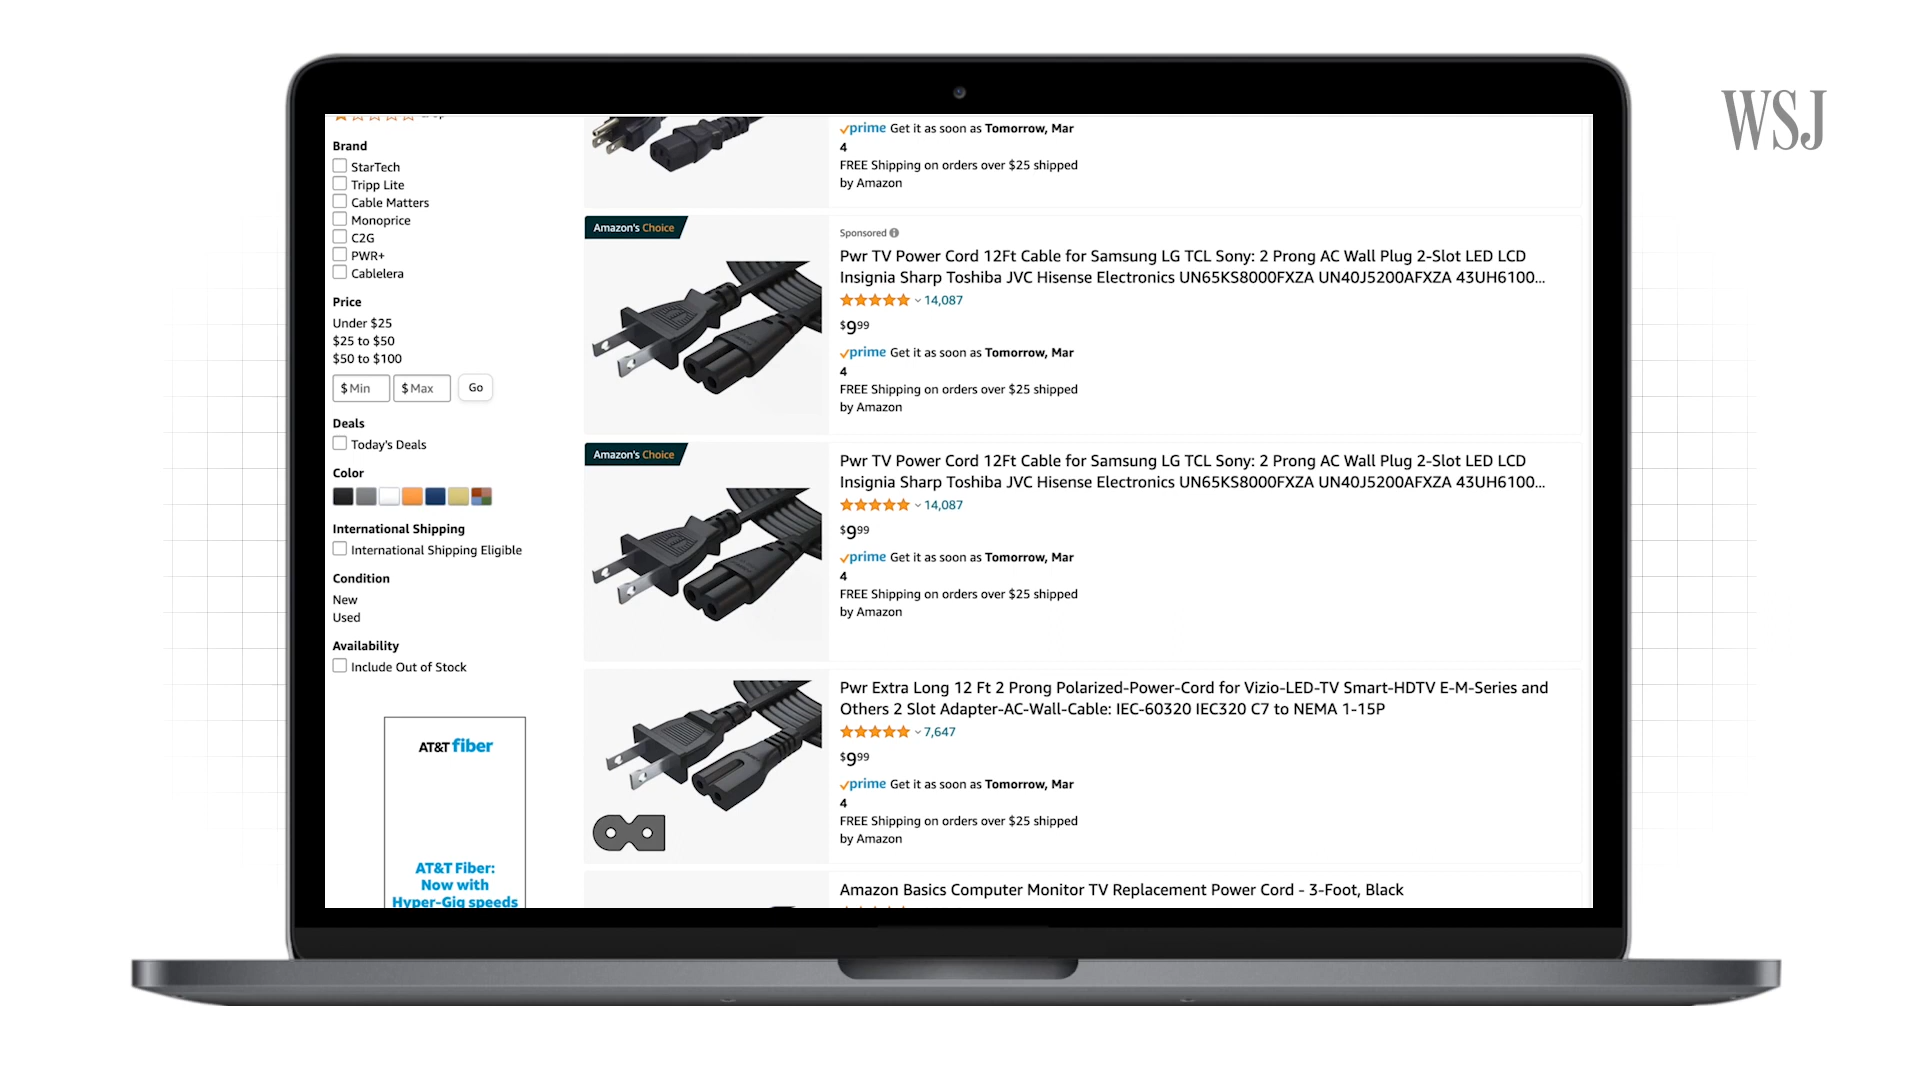 WSJ
Brand
StarTech
Tripp Lite
Cable Matters
Monoprice
C2G
PWR+
Cablelera
Price
Under $25
$25 to $50
$50 to $100
$ Min $ Max Go
Deals
Today's Deals
Color
International Shipping
International Shipping Eligible
Condition
New
Used
Availability
Include Out of Stock
AT&T fiber
AT&T Fiber:
Now with
Hyper-Gig speeds
prime Get it as soon as Tomorrow, Mar
4
FREE Shipping on orders over $25 shipped
by Amazon
Amazon's Choice
Sponsored
Pwr TV Power Cord 12Ft Cable for Samsung LG TCL Sony: 2 Prong AC Wall Plug 2-Slot LED LCD
Insignia Sharp Toshiba JVC Hisense Electronics UN65KS8000FXZA UN40J5200AFXZA 43UH6100...
14,087
$999
prime Get it as soon as Tomorrow, Mar
4
FREE Shipping on orders over $25 shipped
by Amazon
Amazon's Choice
Pwr TV Power Cord 12Ft Cable for Samsung LG TCL Sony: 2 Prong AC Wall Plug 2-Slot LED LCD
Insignia Sharp Toshiba JVC Hisense Electronics UN65KS8000FXZA UN40J5200AFXZA 43UH6100...
14,087
$999
prime Get it as soon as Tomorrow, Mar
4
FREE Shipping on orders over $25 shipped
by Amazon
Pwr Extra Long 12 Ft 2 Prong Polarized-Power-Cord for Vizio-LED-TV Smart-HDTV E-M-Series and
Others 2 Slot Adapter-AC-Wall-Cable: IEC-60320 IEC320 C7 to NEMA 1-15P
7,647
$999
prime Get it as soon as Tomorrow, Mar
4
FREE Shipping on orders over $25 shipped
by Amazon
Amazon Basics Computer Monitor TV Replacement Power Cord - 3-Foot, Black